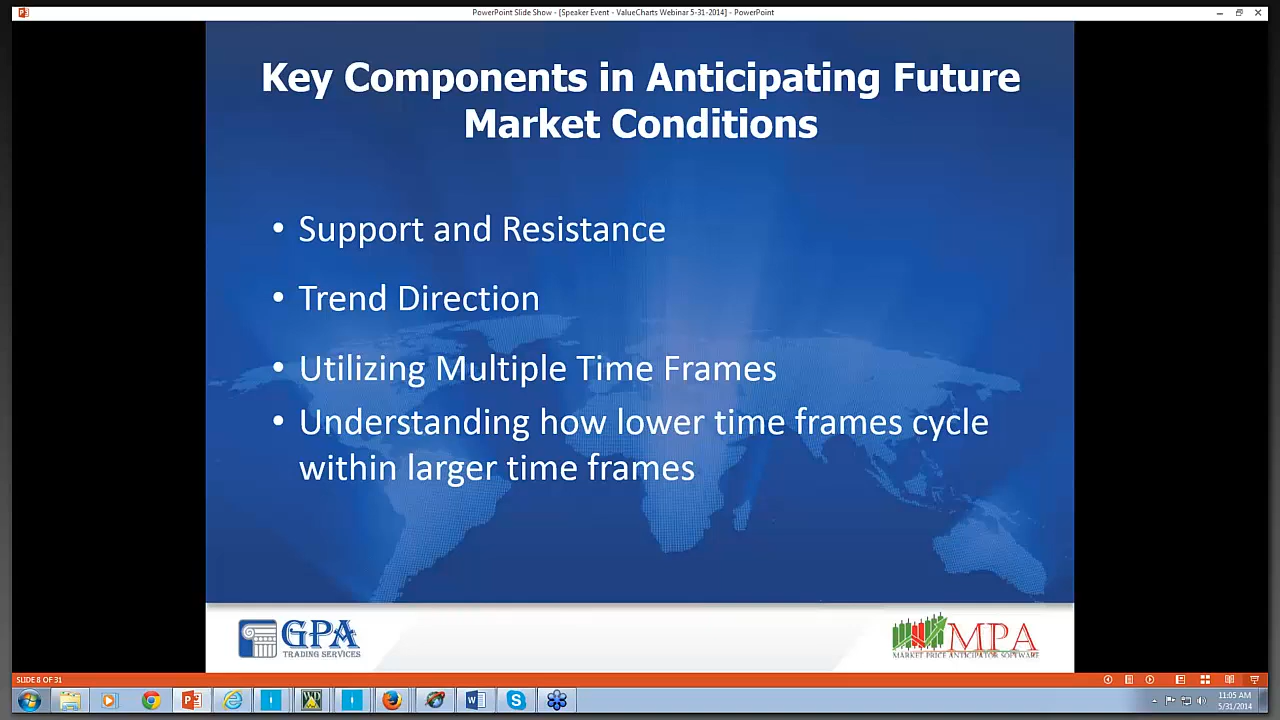 PowerPoint Slide Show - [Speaker Event - ValueCharts Webinar 5-31-2014] - PowerPoint
Key Components in Anticipating Future
Market Conditions
• Support and Resistance
• Trend Direction
• Utilizing Multiple Time Frames
• Understanding how lower time frames cycle
within larger time frames
GPA
TRADING SERVICES
MPA
MARKET PRICE ANTICIPATOR SOFTWARE
SLIDE 8 OF 31
11:05 AM
5/31/2014